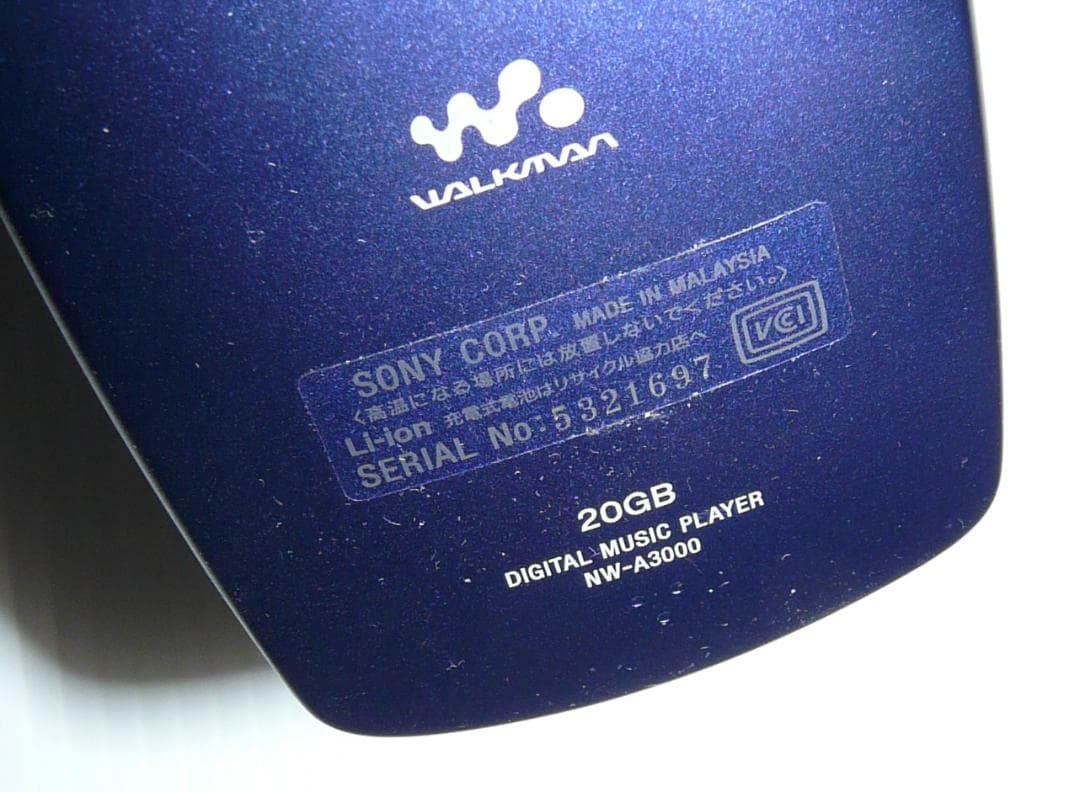 WALKMAN
SONY CORP. MADE IN MALAYSIA
<高温になる場所には放置しないでください。>
Li-ion 充電式電池はリサイクル協力店へ
SERIAL No: 5321697
VCI
20GB
DIGITAL MUSIC PLAYER
NW-A3000